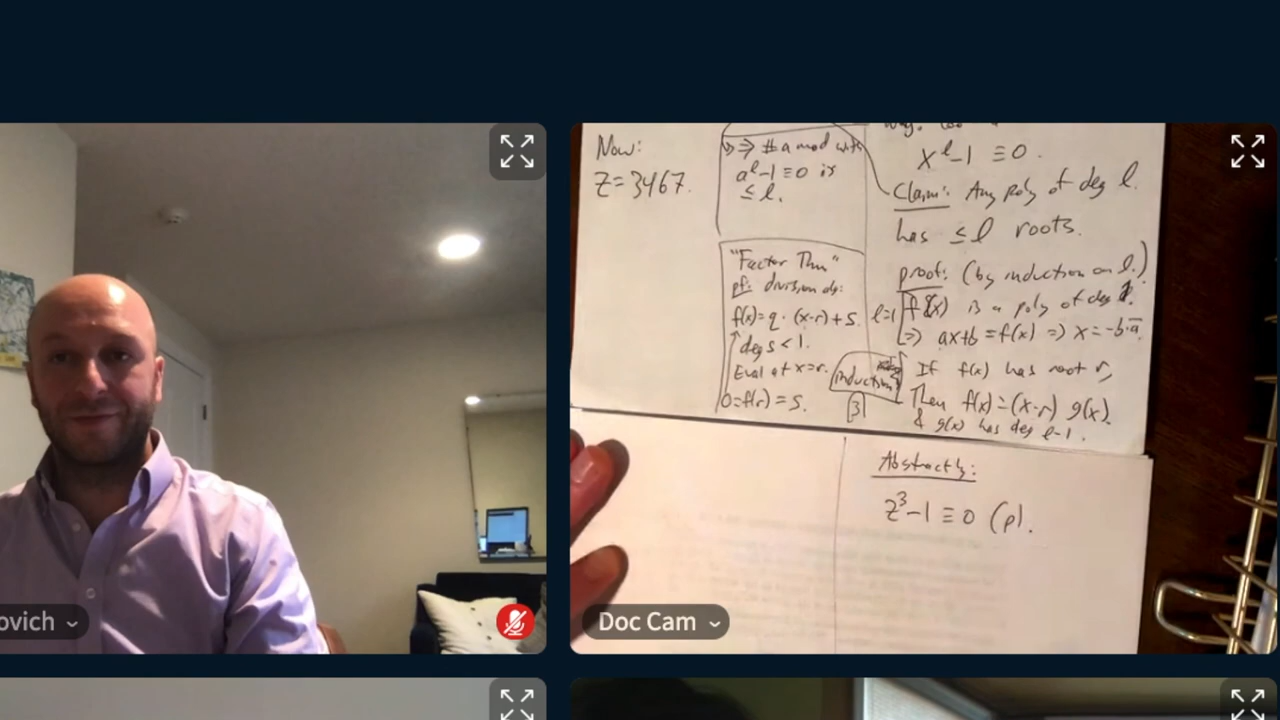 ovich
Doc Cam
Now:
z=3467.
⇒ # a mod with
a^l-1≡0 is
≤ l.
"Factor Thm"
pf: division alg:
f(x)=q·(x-r)+s.
↑ deg s < 1.
Eval at x=r.
0=f(r)=s.
x^l-1 ≡0.
Claim: Any poly of deg l
has ≤l roots.
proof: (by induction on l.)
l=1 f(x) is a poly of deg 1.
⇒ ax+b=f(x) ⇒ x=-b·a̅.
induction
If f(x) has root r,
Then f(x)=(x-r) g(x).
& g(x) has deg l-1.
Abstractly:
z³-1≡0 (p).